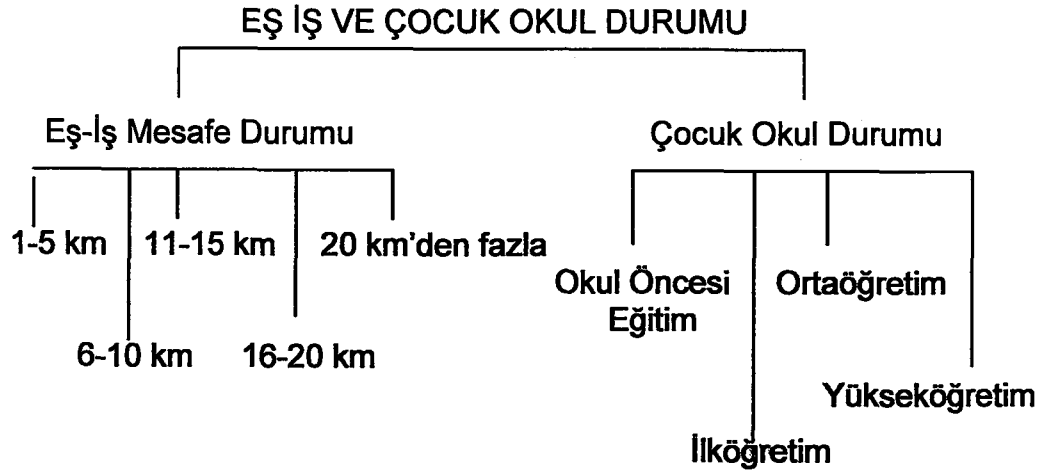 EŞ İŞ VE ÇOCUK OKUL DURUMU
Eş-İş Mesafe Durumu
1-5 km
11-15 km
20 km'den fazla
6-10 km
16-20 km
Çocuk Okul Durumu
Okul Öncesi
Eğitim
Ortaöğretim
Yükseköğretim
İlköğretim